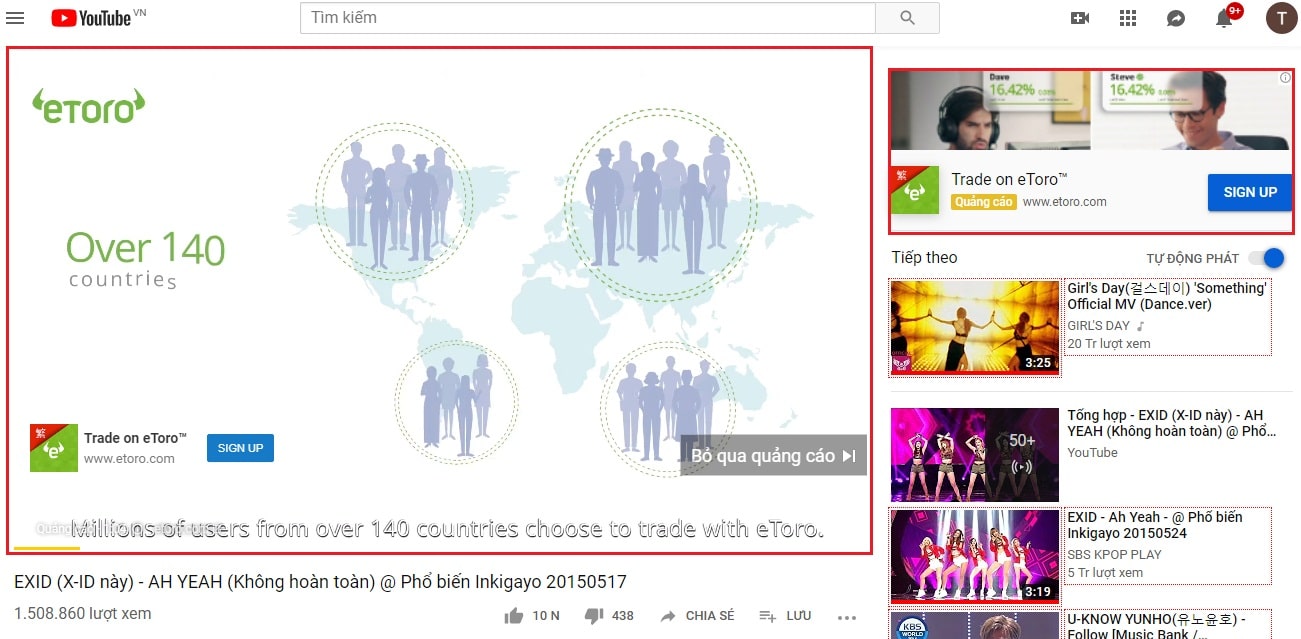 YouTube VN
Tìm kiếm
9+
T
eToro
Over 140
countries
繁
e
Trade on eToro™
www.etoro.com
SIGN UP
Bỏ qua quảng cáo
Millions of users from over 140 countries choose to trade with eToro.
EXID (X-ID này) - AH YEAH (Không hoàn toàn) @ Phổ biến Inkigayo 20150517
1.508.860 lượt xem
10 N
438
CHIA SẺ
LƯU
Dave
16.42%
Steve
16.42%
繁
e
Trade on eToro™
Quảng cáo
www.etoro.com
SIGN UP
Tiếp theo
TỰ ĐỘNG PHÁT
3:25
Girl's Day(걸스데이) 'Something'
Official MV (Dance.ver)
GIRL'S DAY
20 Tr lượt xem
50+
Tổng hợp - EXID (X-ID này) - AH
YEAH (Không hoàn toàn) @ Phổ...
YouTube
3:19
EXID - Ah Yeah - @ Phổ biến
Inkigayo 20150524
SBS KPOP PLAY
5 Tr lượt xem
KBS
WORLD
U-KNOW YUNHO(유노윤호) -
Follow [Music Bank /...